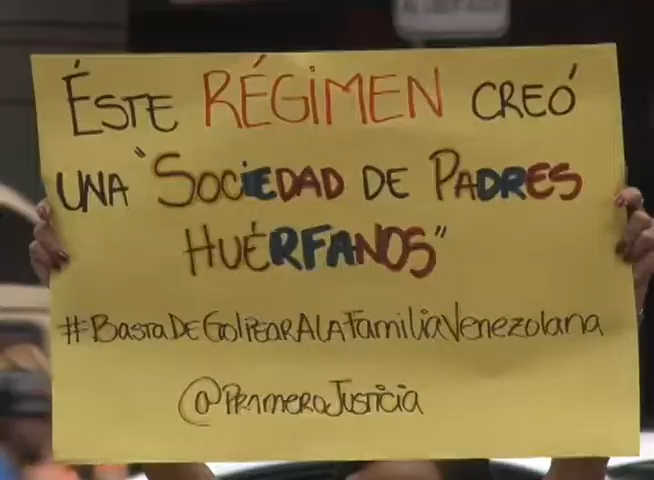 ÉSTE RÉGIMEN CREÓ
UNA "SOCIEDAD DE PADRES
HUÉRFANOS"
#BASTADEGOLPEARALAFamiliaVenezolana
@PRimeroJusticia